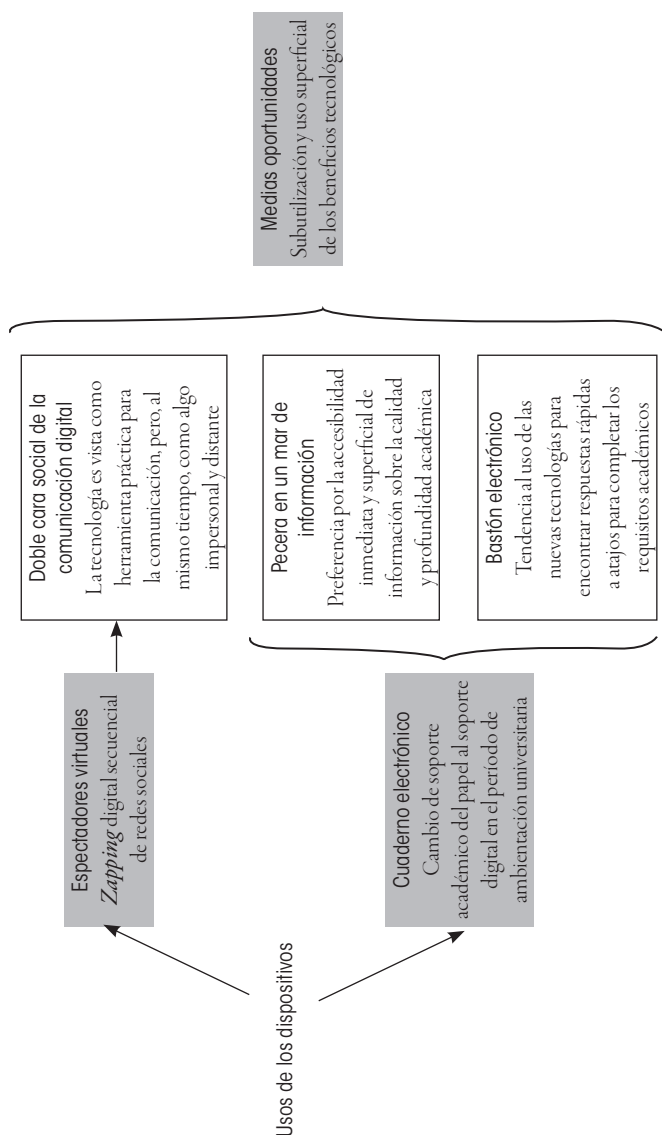 Usos de los dispositivos
Espectadores virtuales
Zapping digital secuencial
de redes sociales
Cuaderno electrónico
Cambio de soporte
académico del papel al soporte
digital en el período de
ambientación universitaria
Doble cara social de la
comunicación digital
La tecnología es vista como
herramienta práctica para
la comunicación, pero, al
mismo tiempo, como algo
impersonal y distante
Pecera en un mar de
información
Preferencia por la accesibilidad
inmediata y superficial de
información sobre la calidad
y profundidad académica
Bastón electrónico
Tendencia al uso de las
nuevas tecnologías para
encontrar respuestas rápidas
a atajos para completar los
requisitos académicos
Medias oportunidades
Subutilización y uso superficial
de los beneficios tecnológicos